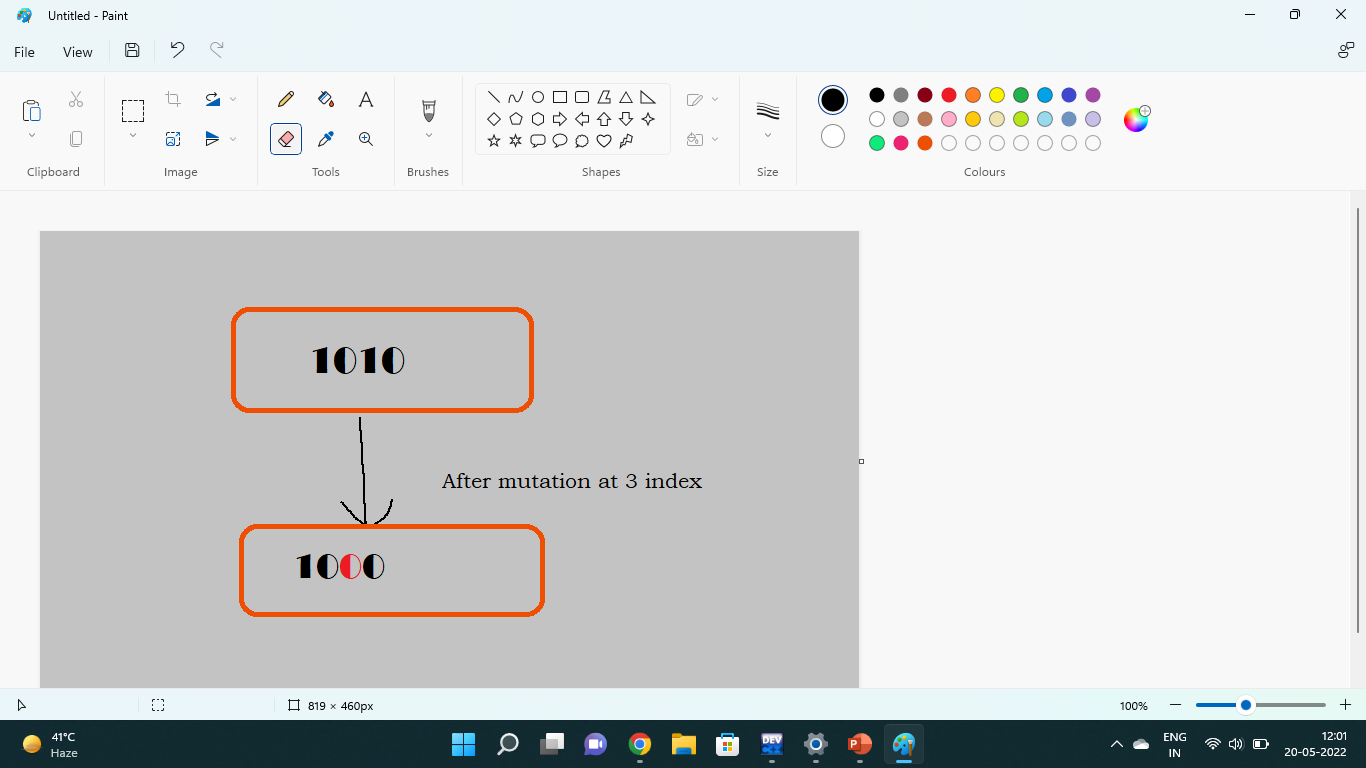 Untitled - Paint
File View
Clipboard Image Tools Brushes Shapes Size Colours
1010
After mutation at 3 index
1000
819 × 460px 100%
41°C
Haze
DEV
ENG
IN
12:01
20-05-2022